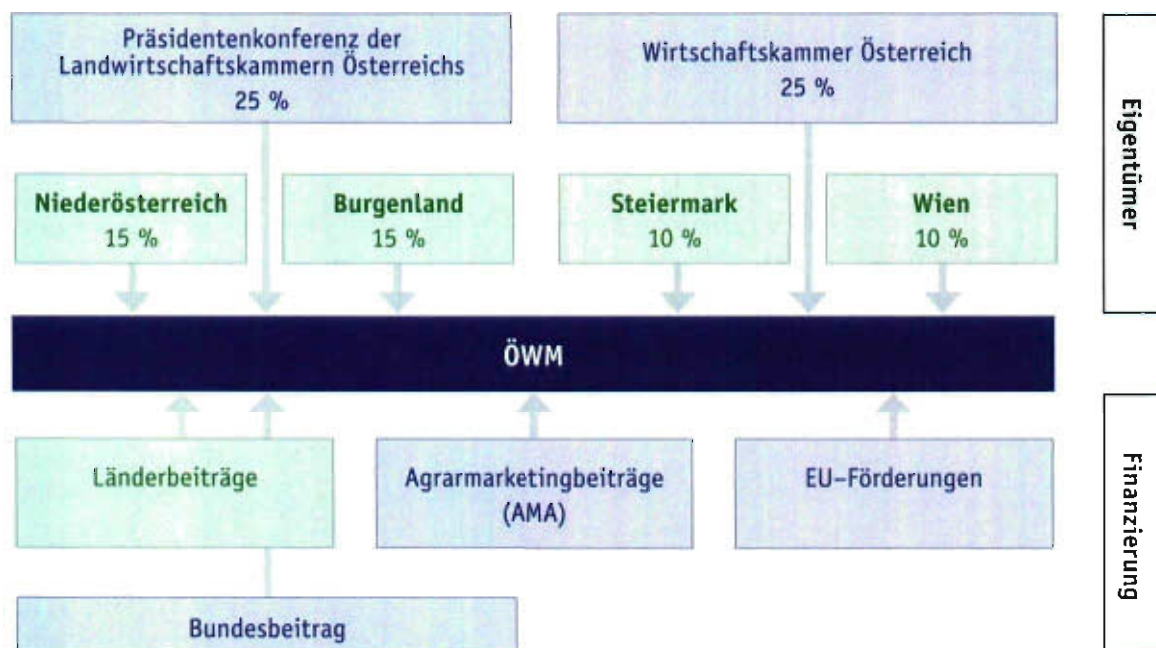 Präsidentenkonferenz der
Landwirtschaftskammern Österreichs
25 %
Wirtschaftskammer Österreich
25 %
Eigentümer
Niederösterreich
15 %
Burgenland
15 %
Steiermark
10 %
Wien
10 %
ÖWM
Länderbeiträge
Agrarmarketingbeiträge
(AMA)
EU-Förderungen
Finanzierung
Bundesbeitrag